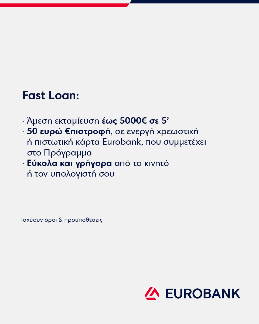 Fast Loan:
· Άμεση εκταμίευση έως 5000€ σε 5'
· 50 ευρώ €πιστροφή, σε ενεργή χρεωστική
ή πιστωτική κάρτα Eurobank, που συμμετέχει
στο Πρόγραμμα
· Εύκολα και γρήγορα από το κινητό
ή τον υπολογιστή σου
Ισχύουν όροι & προϋποθέσεις
EUROBANK